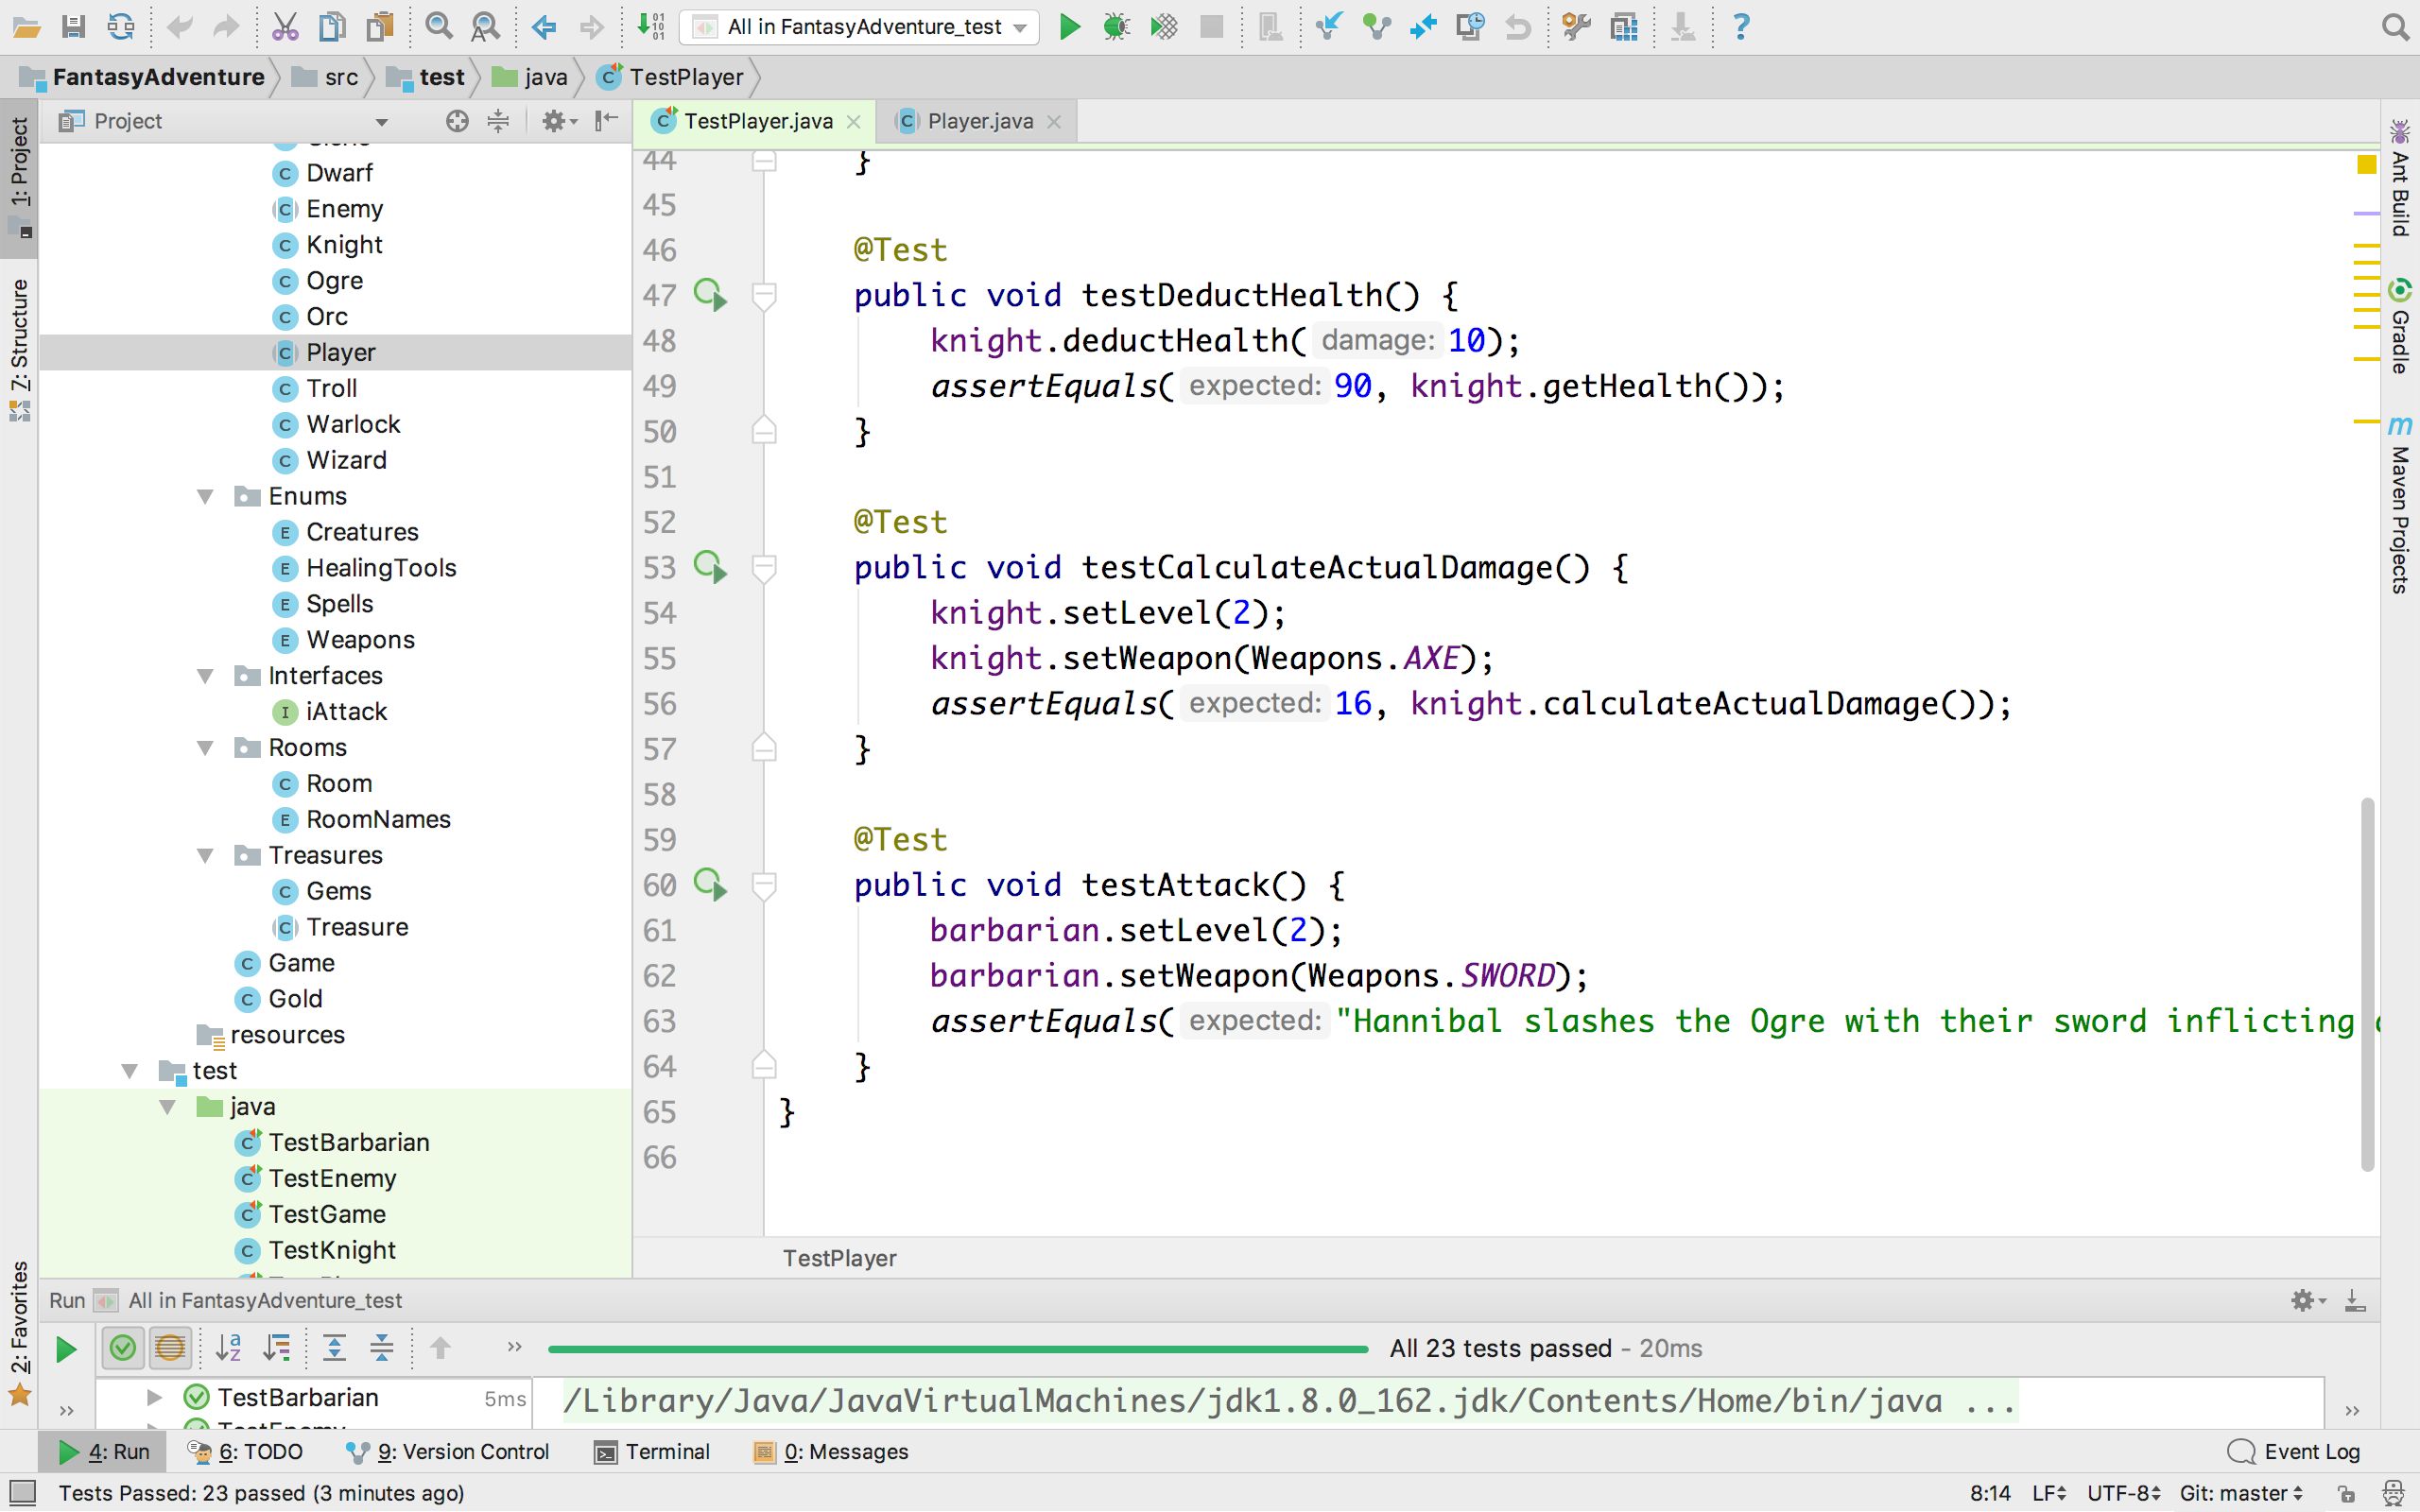 All in FantasyAdventure_test
FantasyAdventure src test java TestPlayer
1: Project
7: Structure
2: Favorites
Project
Dwarf
Enemy
Knight
Ogre
Orc
Player
Troll
Warlock
Wizard
Enums
Creatures
HealingTools
Spells
Weapons
Interfaces
iAttack
Rooms
Room
RoomNames
Treasures
Gems
Treasure
Game
Gold
resources
test
java
TestBarbarian
TestEnemy
TestGame
TestKnight
TestPlayer.java Player.java
44 }
45
46 @Test
47 public void testDeductHealth() {
48 knight.deductHealth( damage: 10);
49 assertEquals( expected: 90, knight.getHealth());
50 }
51
52 @Test
53 public void testCalculateActualDamage() {
54 knight.setLevel(2);
55 knight.setWeapon(Weapons.AXE);
56 assertEquals( expected: 16, knight.calculateActualDamage());
57 }
58
59 @Test
60 public void testAttack() {
61 barbarian.setLevel(2);
62 barbarian.setWeapon(Weapons.SWORD);
63 assertEquals( expected: "Hannibal slashes the Ogre with their sword inflicting
64 }
65 }
66
TestPlayer
Ant Build
Gradle
Maven Projects
Run All in FantasyAdventure_test
All 23 tests passed - 20ms
TestBarbarian 5ms
TestEnemy
/Library/Java/JavaVirtualMachines/jdk1.8.0_162.jdk/Contents/Home/bin/java ...
4: Run 6: TODO 9: Version Control Terminal 0: Messages Event Log
Tests Passed: 23 passed (3 minutes ago) 8:14 LF UTF-8 Git: master